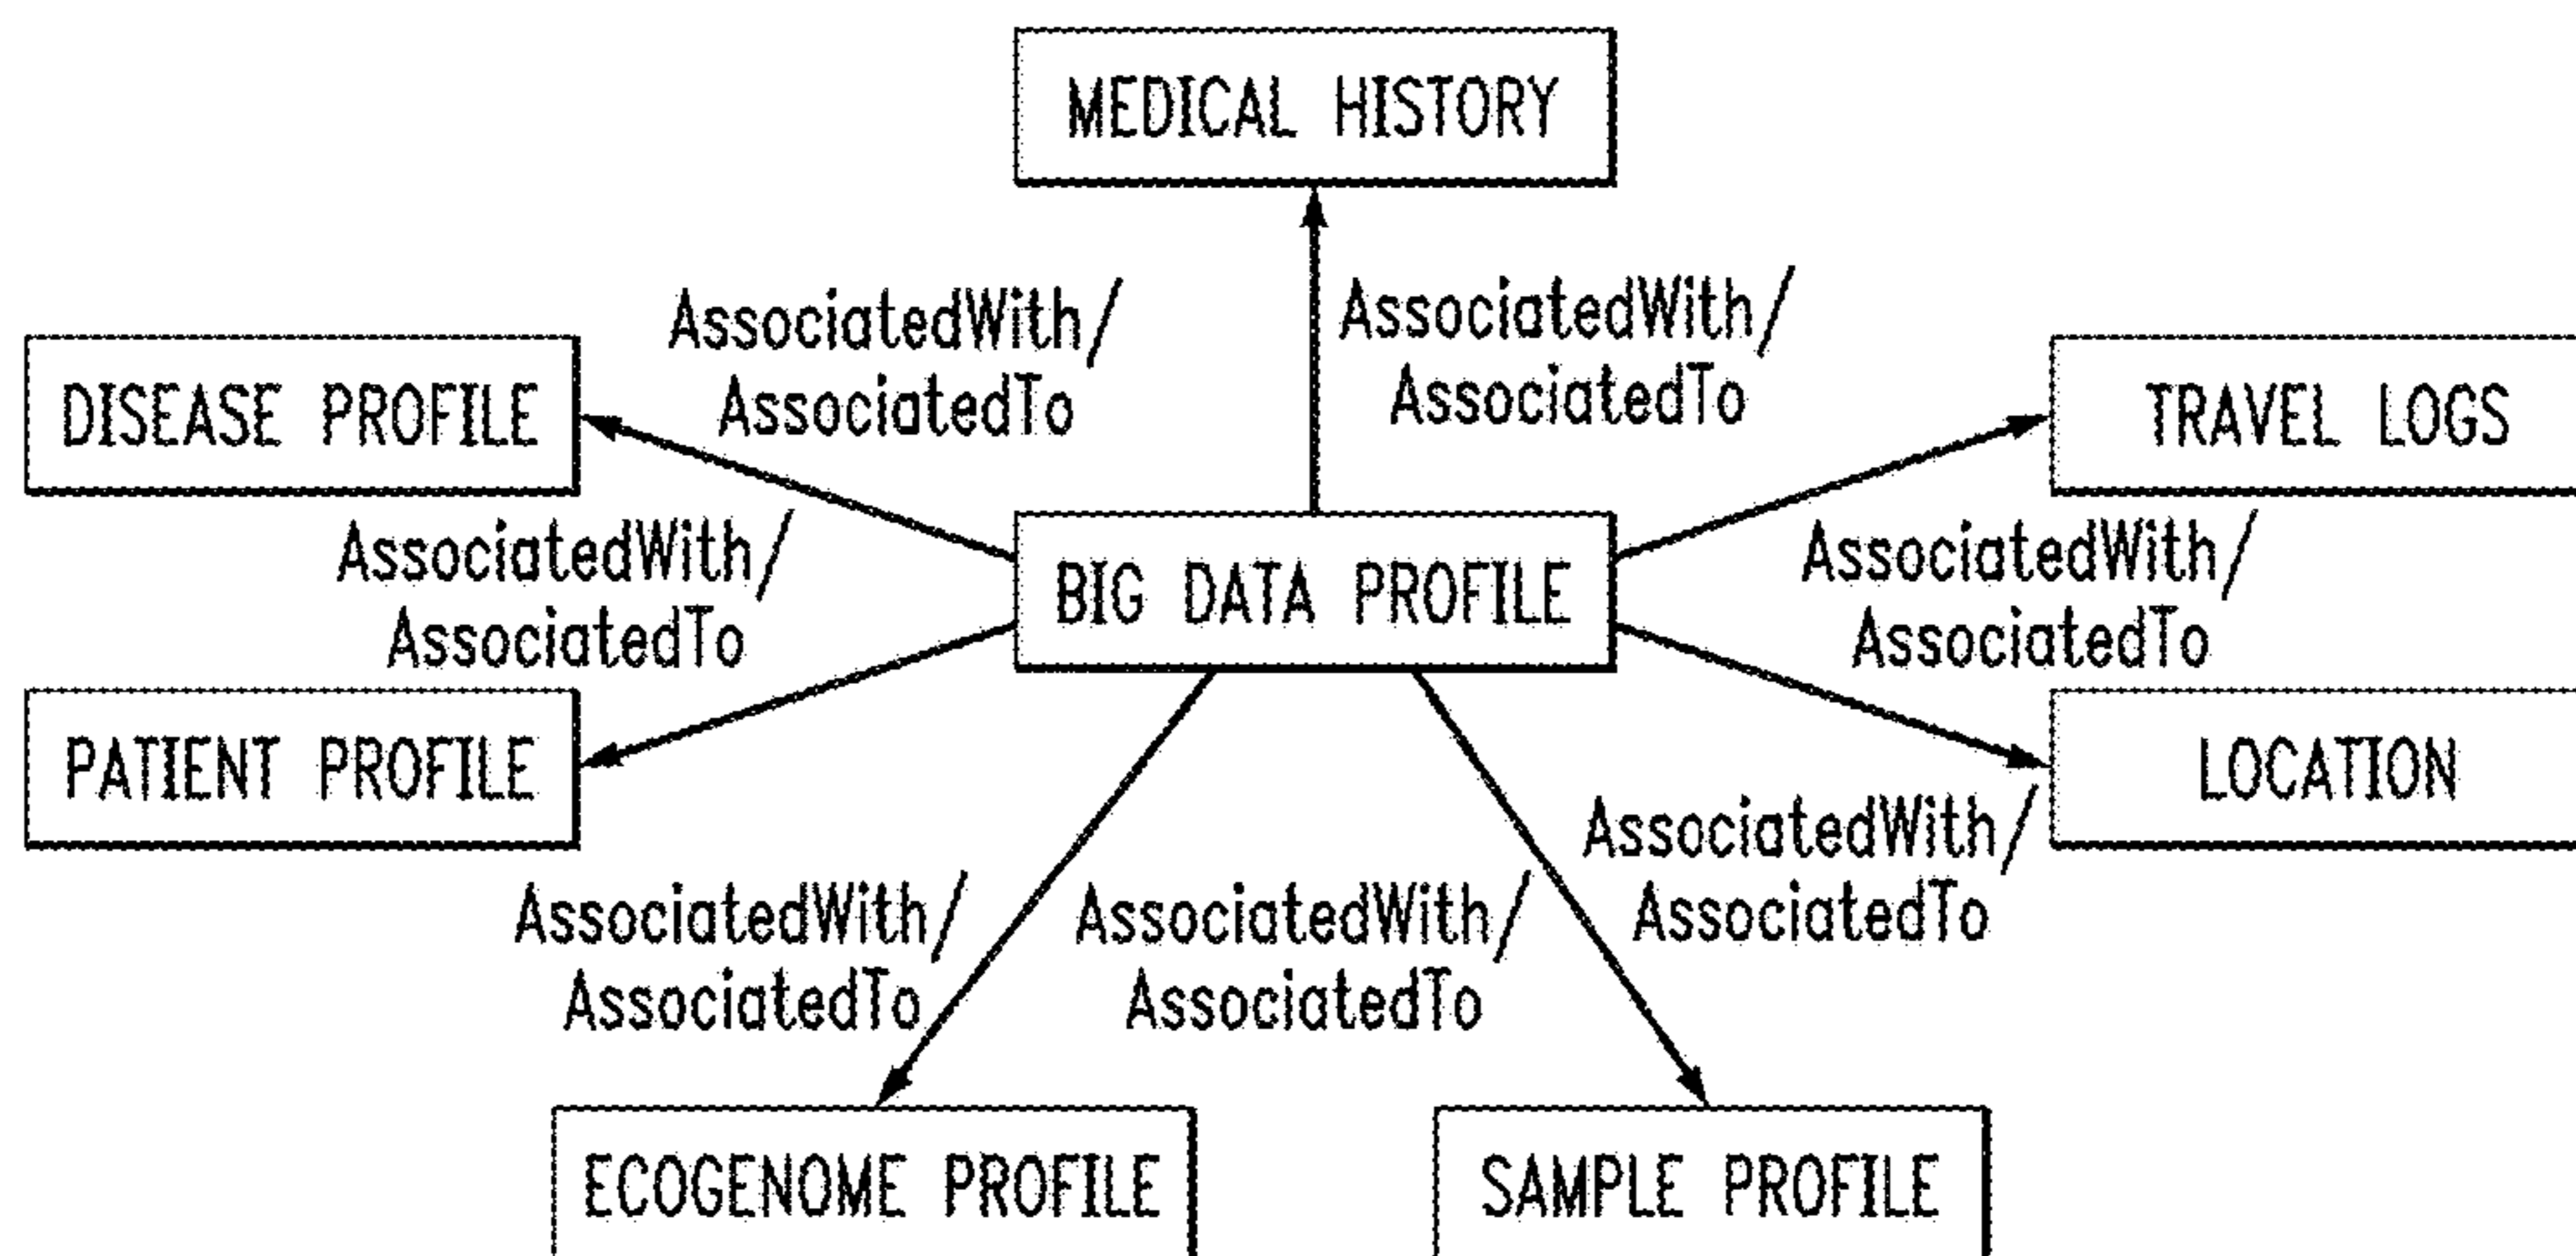 MEDICAL HISTORY
AssociatedWith/
AssociatedTo
AssociatedWith/
AssociatedTo
DISEASE PROFILE
TRAVEL LOGS
AssociatedWith/
AssociatedTo
BIG DATA PROFILE
AssociatedWith/
AssociatedTo
PATIENT PROFILE
LOCATION
AssociatedWith/
AssociatedTo
AssociatedWith/
AssociatedTo
AssociatedWith/
AssociatedTo
ECOGENOME PROFILE
SAMPLE PROFILE